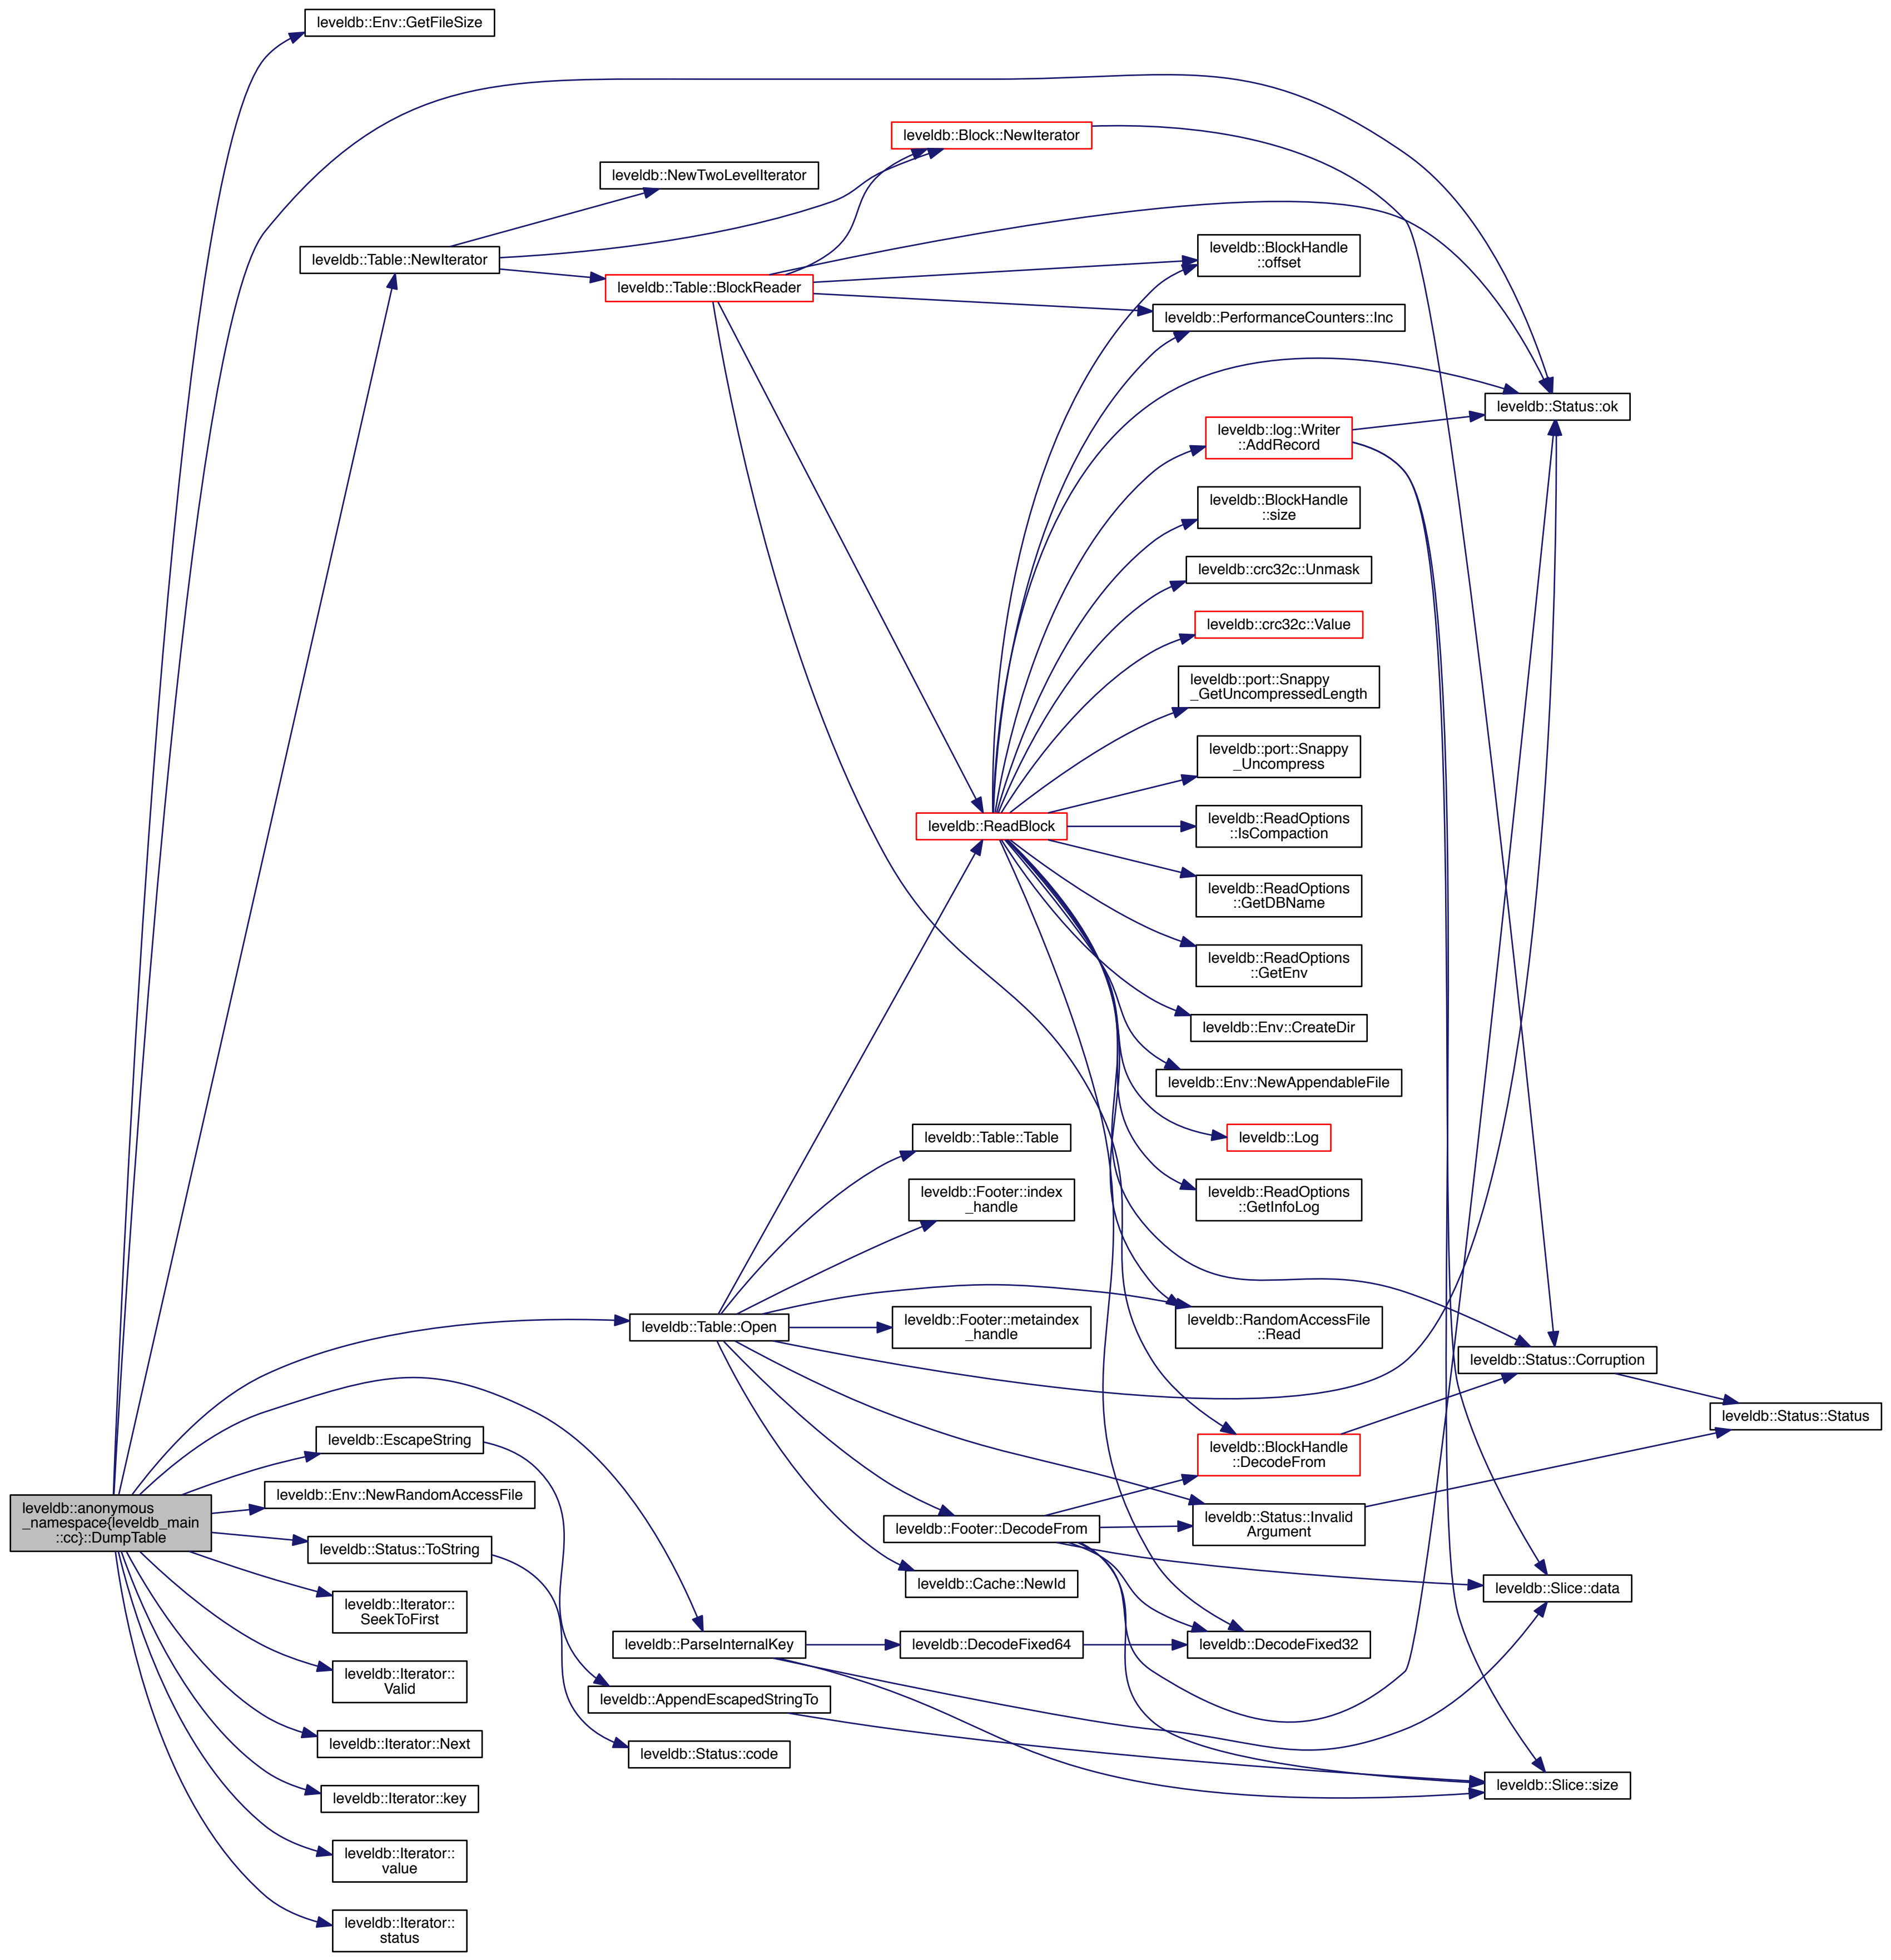 leveldb::Env::GetFileSize
leveldb::Block::NewIterator
leveldb::NewTwoLevelIterator
leveldb::Table::NewIterator
leveldb::BlockHandle
::offset
leveldb::Table::BlockReader
leveldb::PerformanceCounters::Inc
leveldb::Status::ok
leveldb::log::Writer
::AddRecord
leveldb::BlockHandle
::size
leveldb::crc32c::Unmask
leveldb::crc32c::Value
leveldb::port::Snappy
_GetUncompressedLength
leveldb::port::Snappy
_Uncompress
leveldb::ReadBlock
leveldb::ReadOptions
::IsCompaction
leveldb::ReadOptions
::GetDBName
leveldb::ReadOptions
::GetEnv
leveldb::Env::CreateDir
leveldb::Env::NewAppendableFile
leveldb::Table::Table
leveldb::Log
leveldb::Footer::index
_handle
leveldb::ReadOptions
::GetInfoLog
leveldb::Table::Open
leveldb::Footer::metaindex
_handle
leveldb::RandomAccessFile
::Read
leveldb::Status::Corruption
leveldb::Status::Status
leveldb::EscapeString
leveldb::BlockHandle
::DecodeFrom
leveldb::Env::NewRandomAccessFile
leveldb::anonymous
_namespace{leveldb_main
::cc}::DumpTable
leveldb::Footer::DecodeFrom
leveldb::Status::Invalid
Argument
leveldb::Status::ToString
leveldb::Cache::NewId
leveldb::Slice::data
leveldb::Iterator::
SeekToFirst
leveldb::ParseInternalKey
leveldb::DecodeFixed64
leveldb::DecodeFixed32
leveldb::Iterator::
Valid
leveldb::AppendEscapedStringTo
leveldb::Iterator::Next
leveldb::Status::code
leveldb::Slice::size
leveldb::Iterator::key
leveldb::Iterator::
value
leveldb::Iterator::
status